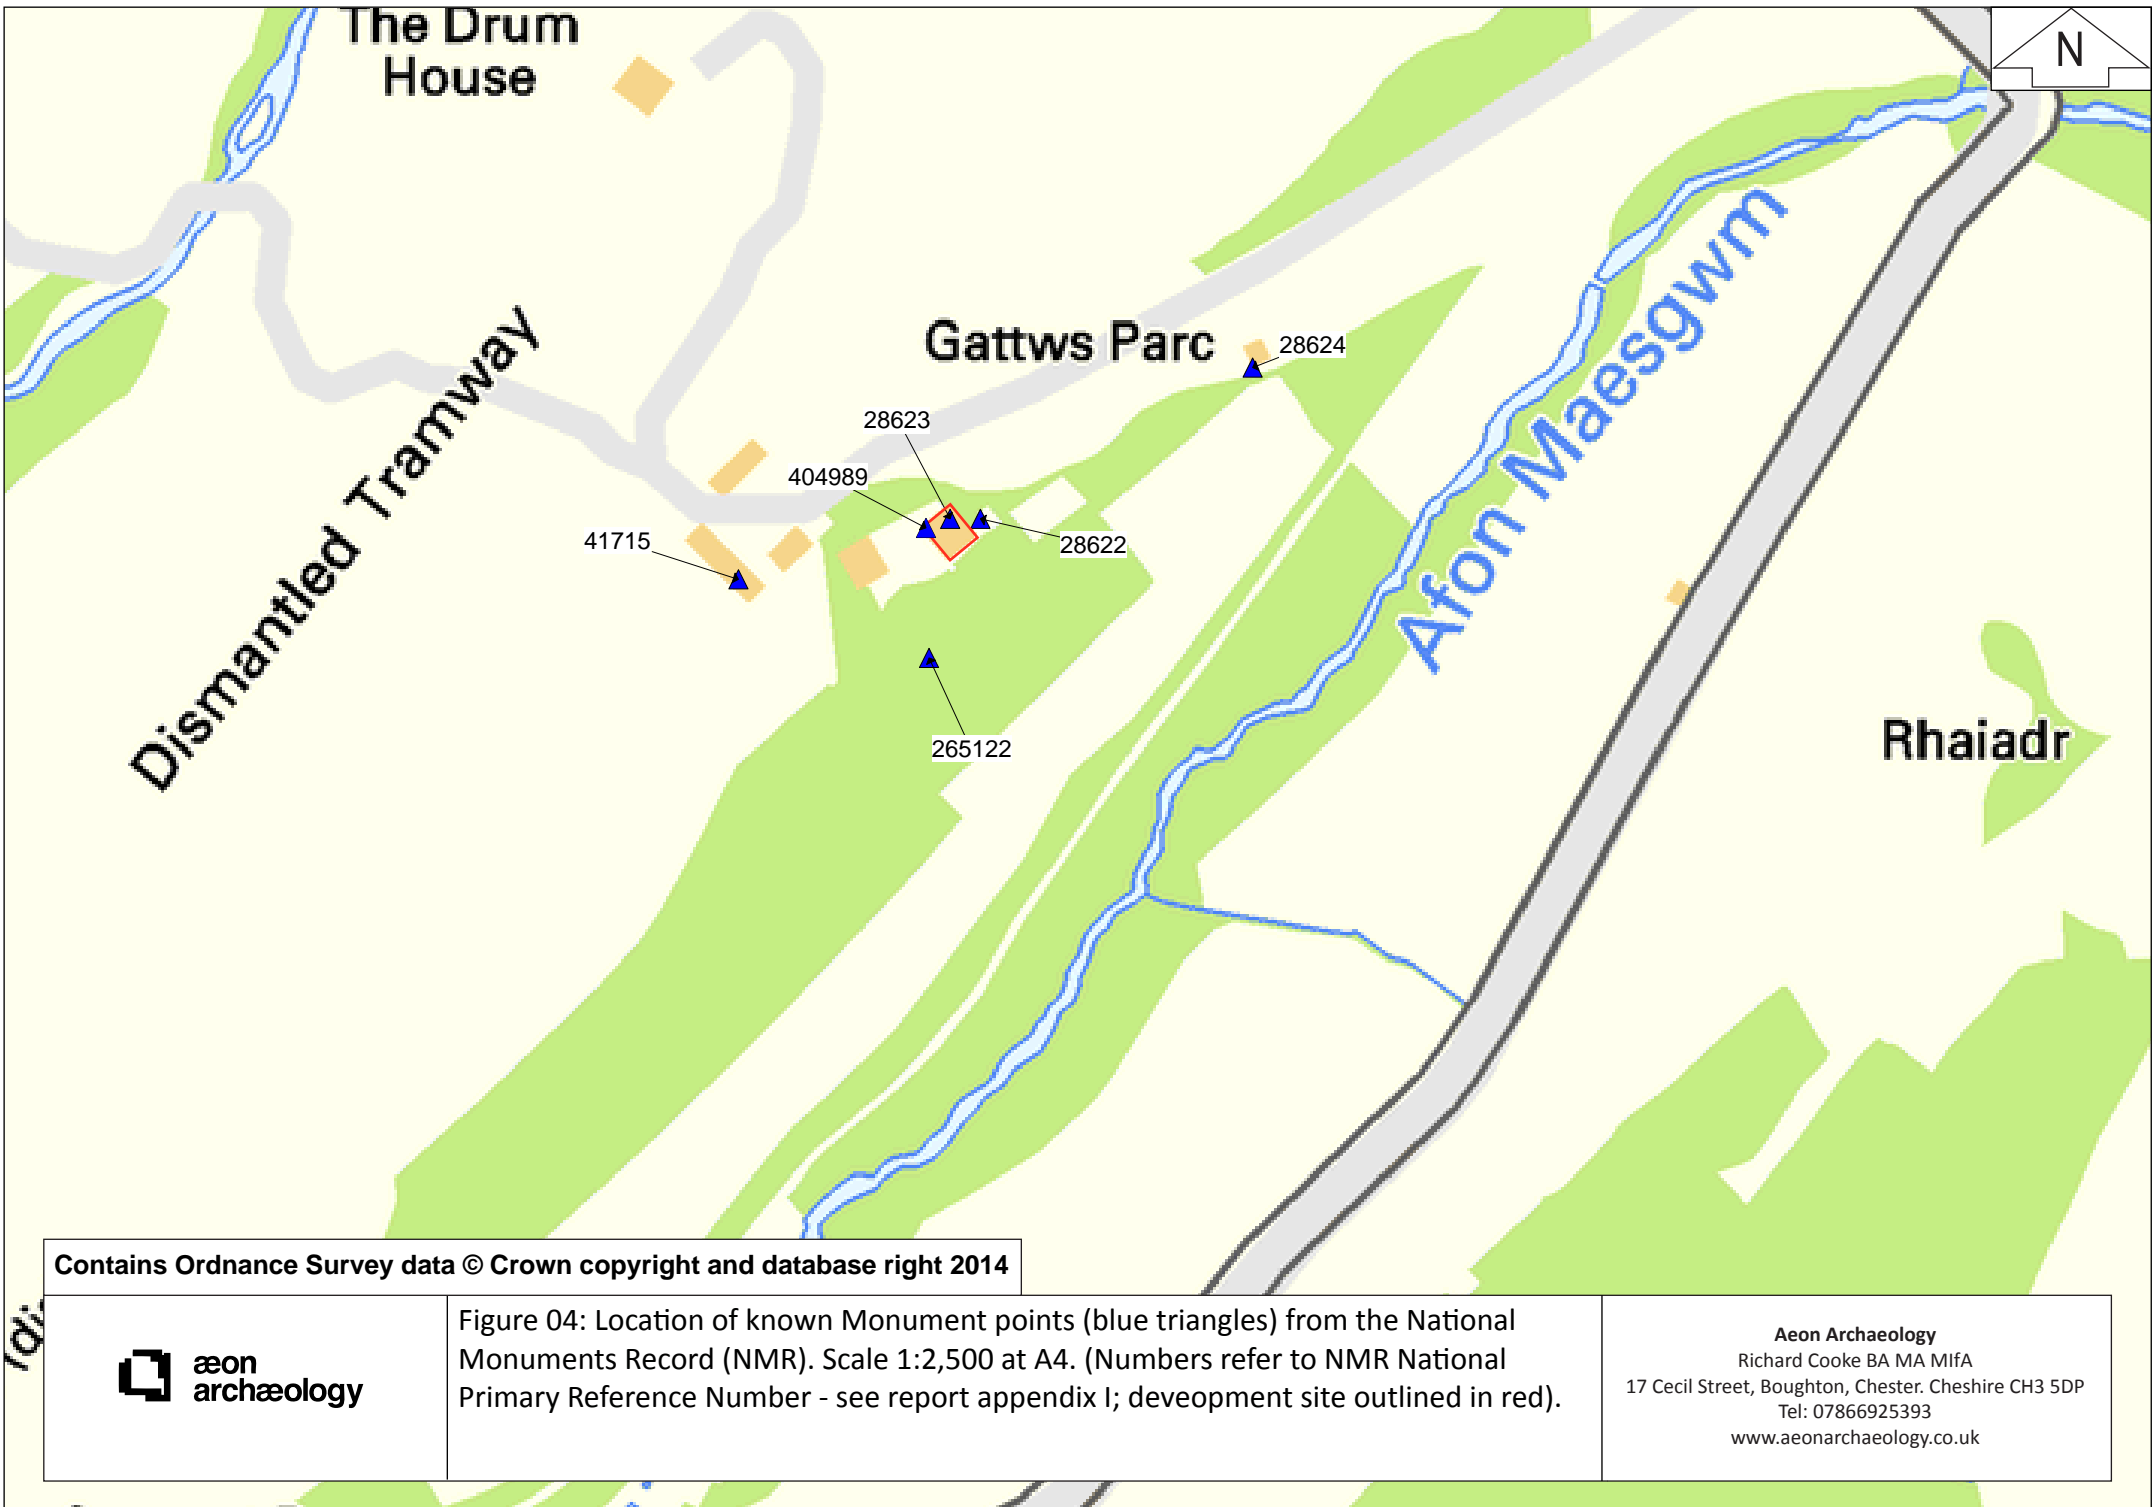 The Drum
House
N
Gattws Parc
28624
28623
404989
41715
28622
265122
Dismantled Tramway
Afon Maesgwm
Rhaiadr
Contains Ordnance Survey data © Crown copyright and database right 2014
æon
archæology
Figure 04: Location of known Monument points (blue triangles) from the National
Monuments Record (NMR). Scale 1:2,500 at A4. (Numbers refer to NMR National
Primary Reference Number - see report appendix I; deveopment site outlined in red).
Aeon Archaeology
Richard Cooke BA MA MIfA
17 Cecil Street, Boughton, Chester. Cheshire CH3 5DP
Tel: 07866925393
www.aeonarchaeology.co.uk